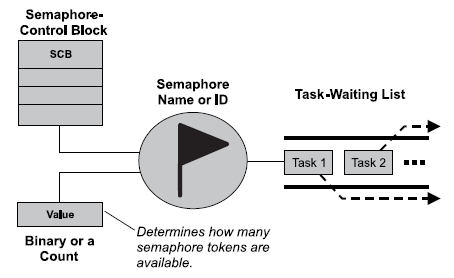 Semaphore-
Control Block
SCB
Semaphore
Name or ID
Task-Waiting List
Task 1
Task 2
Value
Binary or a
Count
Determines how many
semaphore tokens are
available.